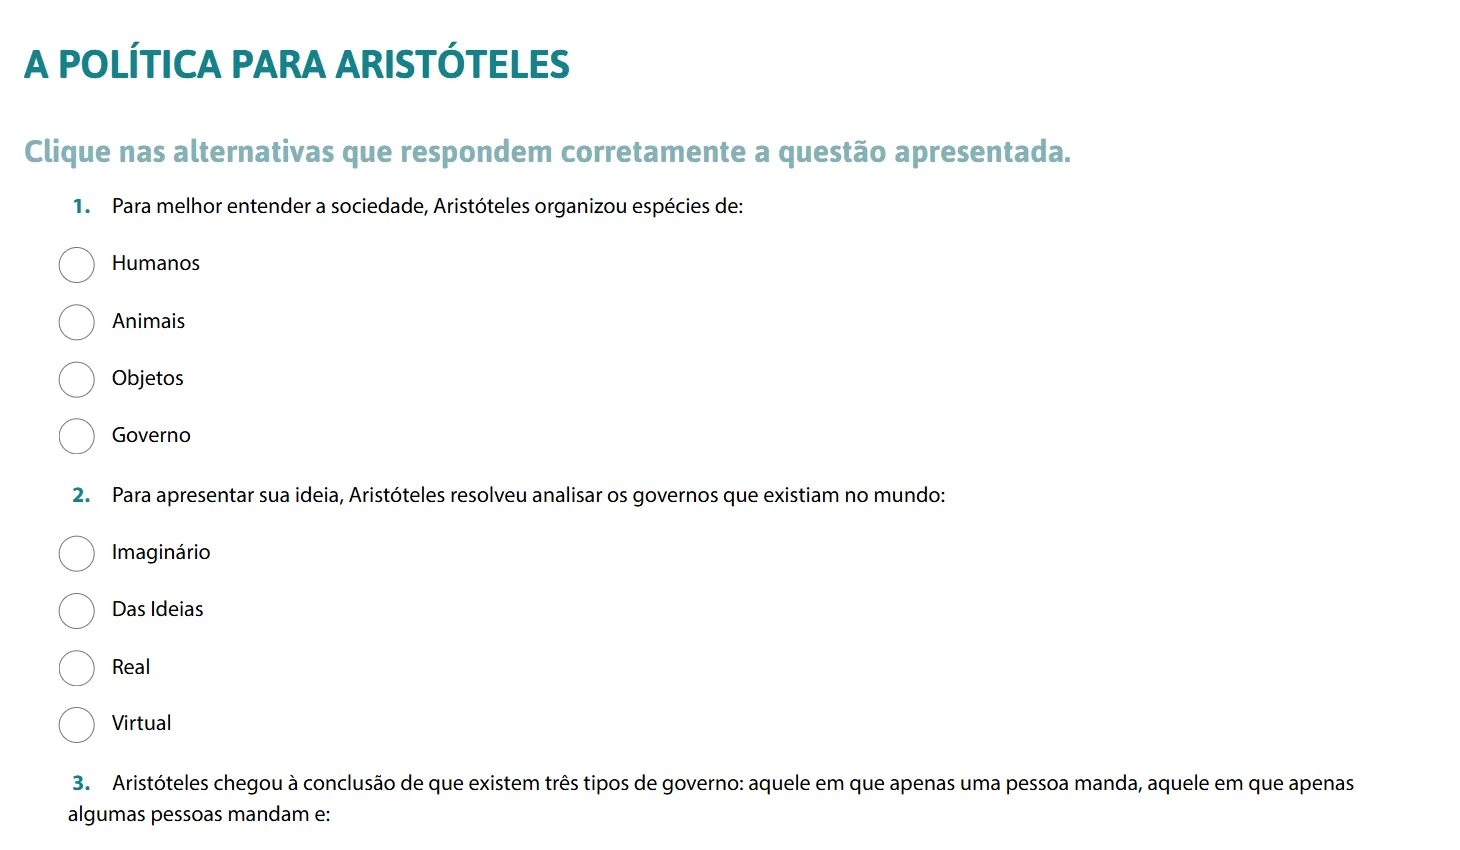 A POLÍTICA PARA ARISTÓTELES
Clique nas alternativas que respondem corretamente a questão apresentada.
1. Para melhor entender a sociedade, Aristóteles organizou espécies de:
Humanos
Animais
Objetos
Governo
2. Para apresentar sua ideia, Aristóteles resolveu analisar os governos que existiam no mundo:
Imaginário
Das Ideias
Real
Virtual
3. Aristóteles chegou à conclusão de que existem três tipos de governo: aquele em que apenas uma pessoa manda, aquele em que apenas
algumas pessoas mandam e: